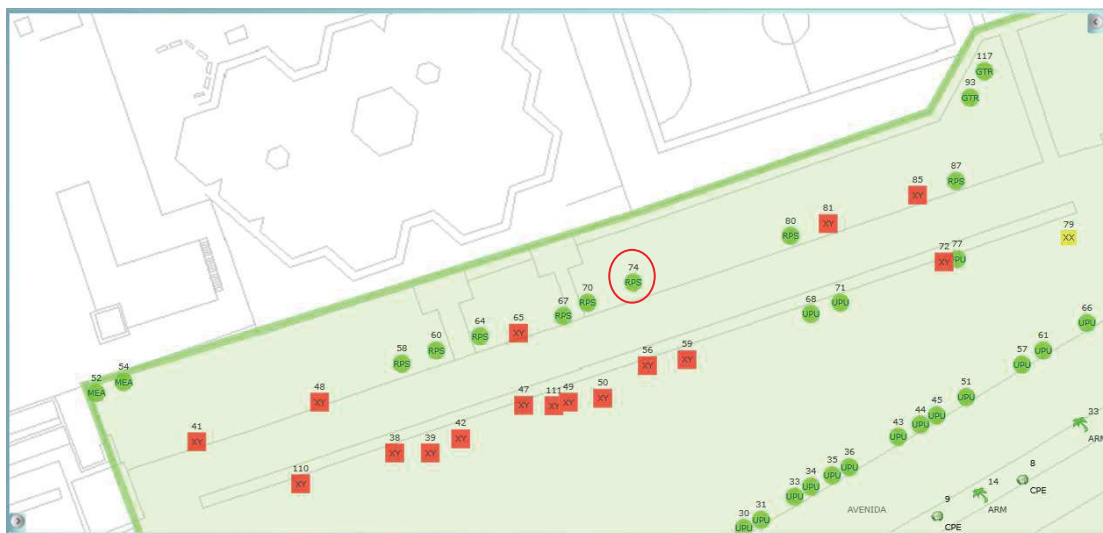 117
GTR
93
GTR
87
RPS
85
XY
81
XY
80
RPS
79
XX
77
72
XY
74
RPS
71
UPU
70
RPS
68
UPU
67
RPS
66
UPU
65
XY
64
RPS
61
UPU
60
RPS
59
XY
58
RPS
57
UPU
56
XY
54
MEA
52
MEA
51
UPU
50
XY
49
XY
111
XY
47
XY
48
XY
45
UPU
44
UPU
43
UPU
42
XY
41
XY
39
XY
38
XY
110
XY
36
UPU
35
UPU
34
UPU
33
UPU
31
UPU
30
UPU
33
ARM
8
CPE
14
ARM
9
CPE
AVENIDA